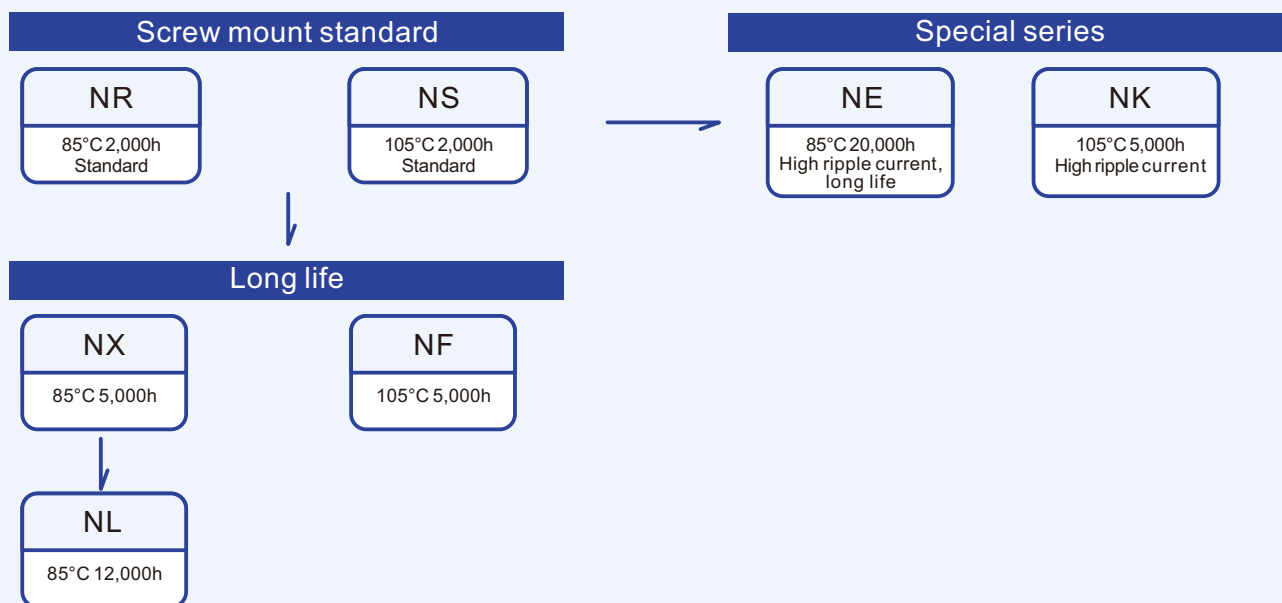 Screw mount standard
NR
85°C 2,000h
Standard
NS
105°C 2,000h
Standard
Special series
NE
85°C 20,000h
High ripple current,
long life
NK
105°C 5,000h
High ripple current
Long life
NX
85°C 5,000h
NF
105°C 5,000h
NL
85°C 12,000h